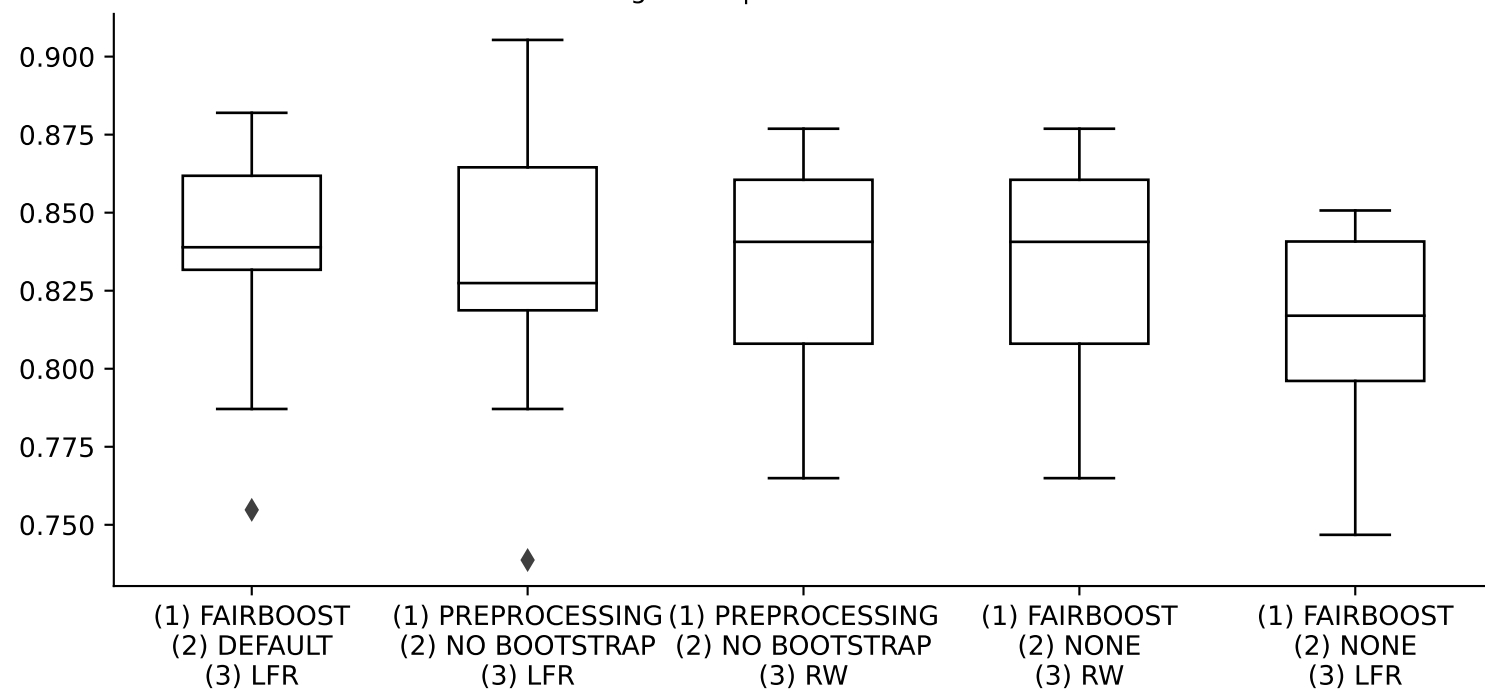 0.900
0.875
0.850
0.825
0.800
0.775
0.750
(1) FAIRBOOST
(2) DEFAULT
(3) LFR
(1) PREPROCESSING
(2) NO BOOTSTRAP
(3) LFR
(1) PREPROCESSING
(2) NO BOOTSTRAP
(3) RW
(1) FAIRBOOST
(2) NONE
(3) RW
(1) FAIRBOOST
(2) NONE
(3) LFR